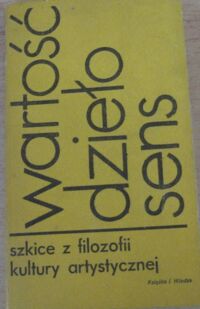 wartość
dzieło
sens
szkice z filozofii
kultury artystycznej
Książka i Wiedza